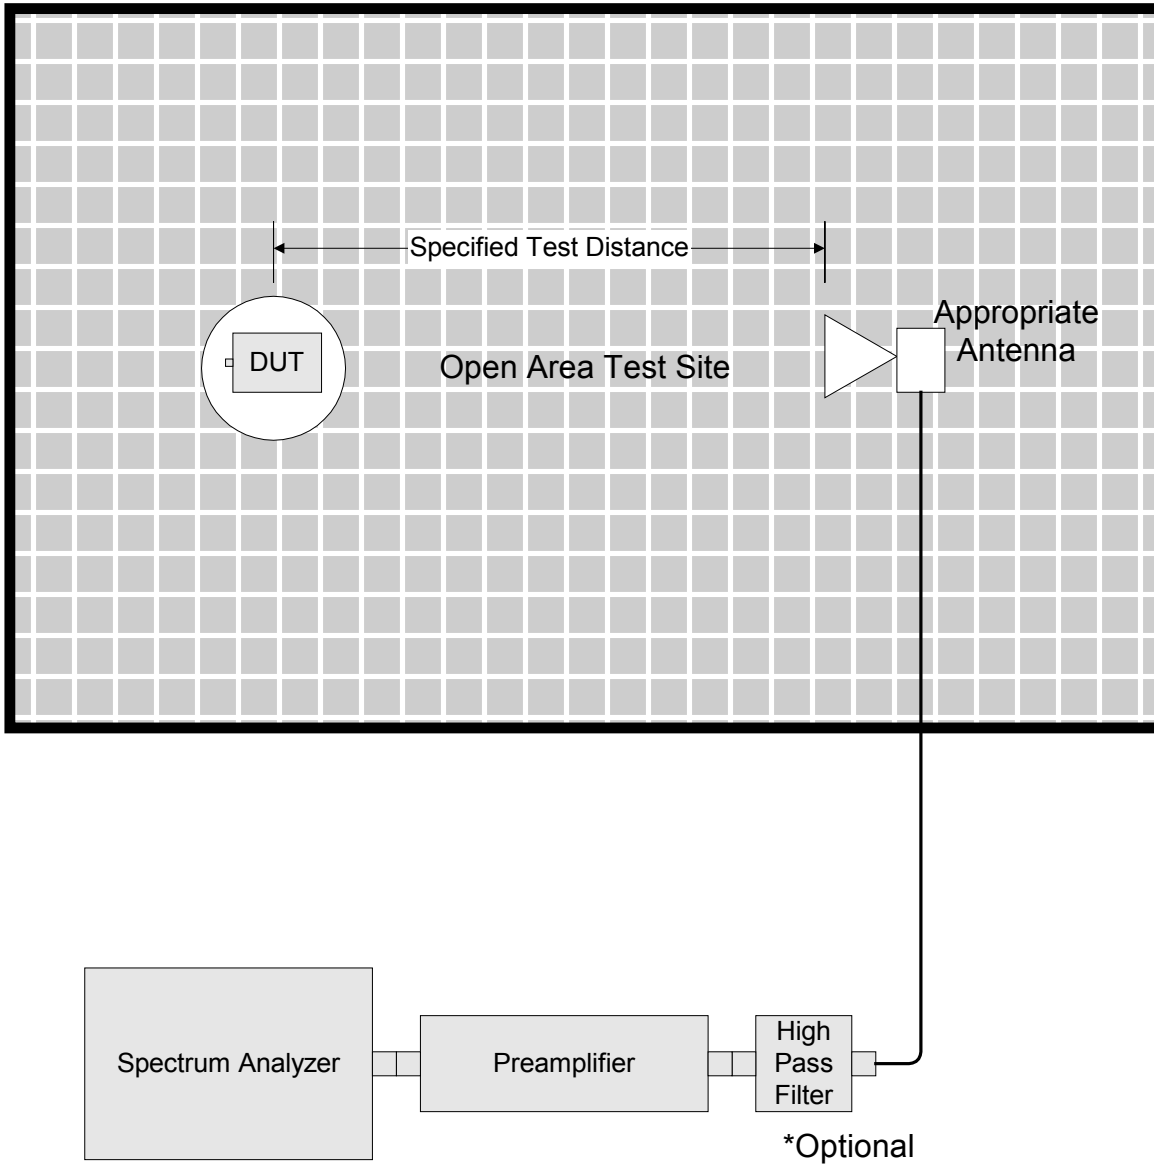 Specified Test Distance
DUT
Open Area Test Site
Appropriate
Antenna
Spectrum Analyzer
Preamplifier
High
Pass
Filter
*Optional